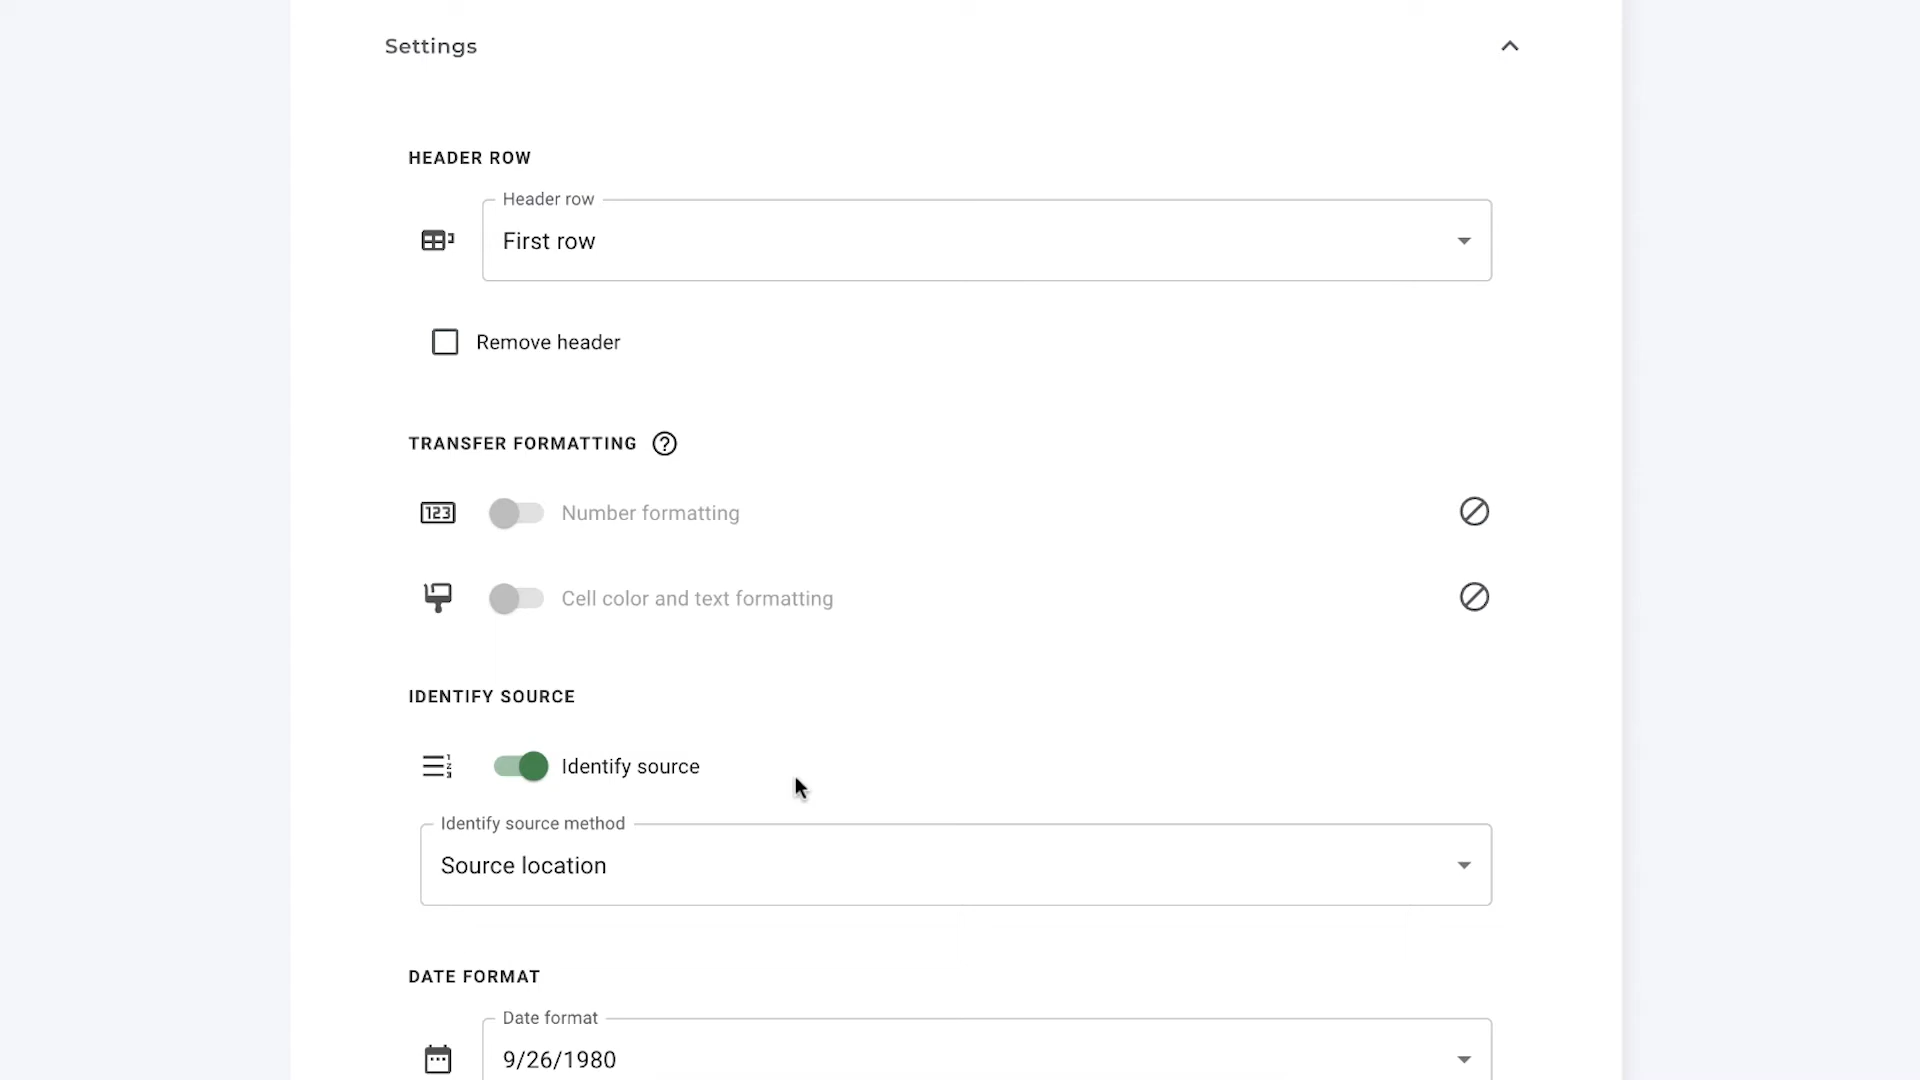 Settings
HEADER ROW
Header row
First row
Remove header
TRANSFER FORMATTING
123
Number formatting
Cell color and text formatting
IDENTIFY SOURCE
Identify source
Identify source method
Source location
DATE FORMAT
Date format
9/26/1980